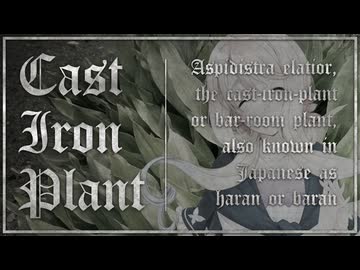 Cast
Iron
Plant
Aspidistra elatior,
the cast-iron-plant
or bar-room plant,
also known in
Japanese as
haran or baran